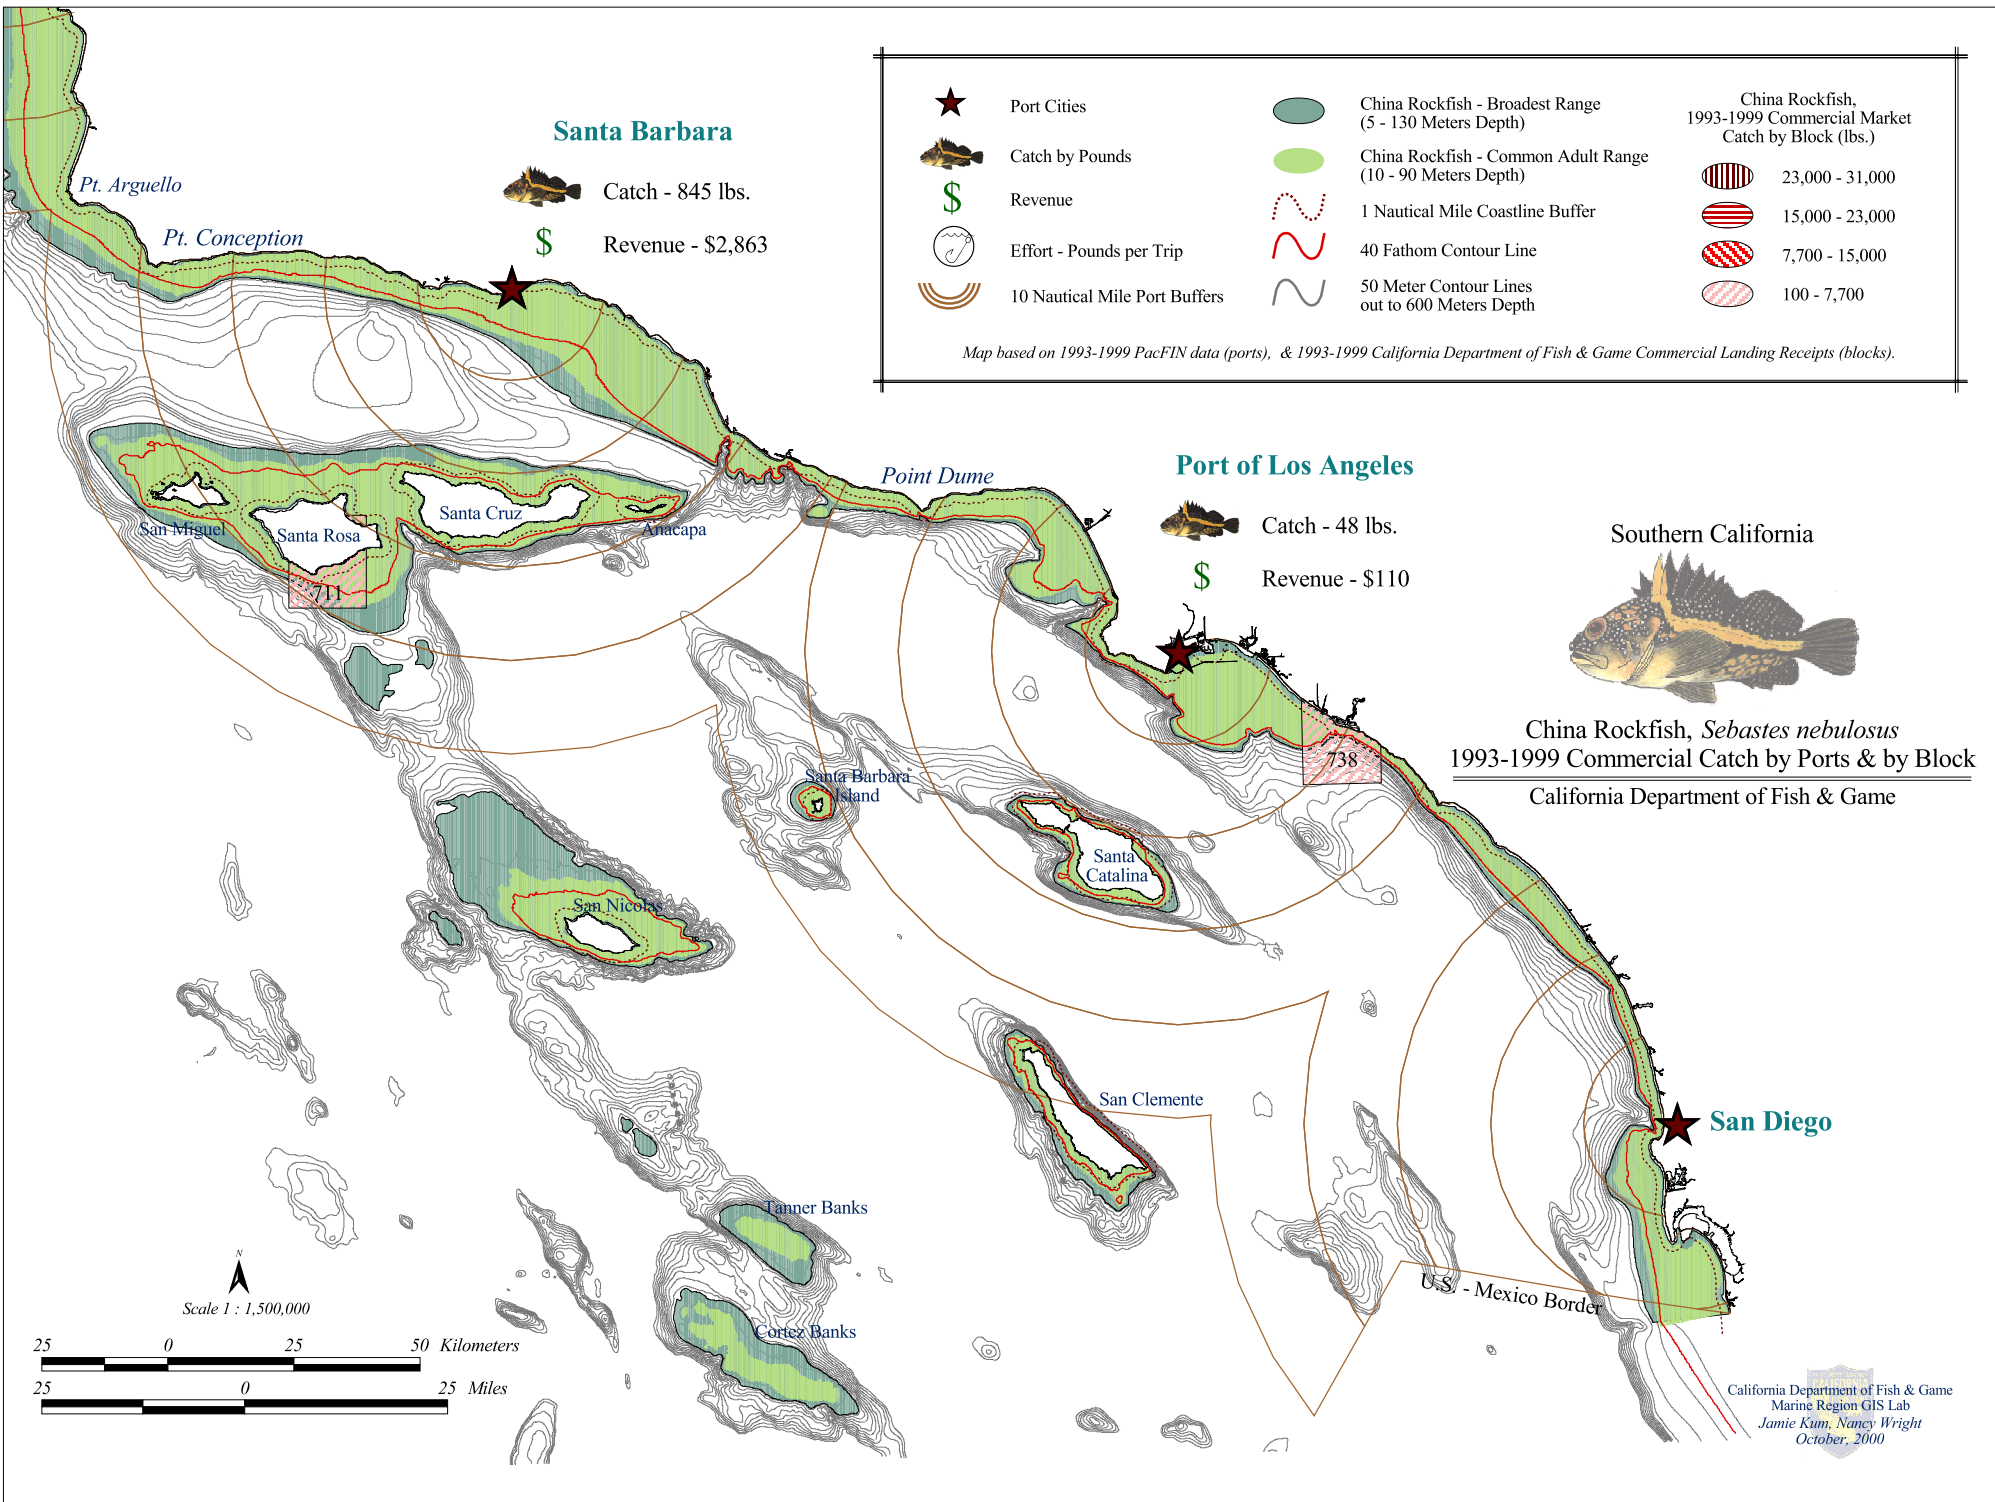 Santa Barbara
Catch - 845 lbs.
$
Revenue - $2,863
Pt. Arguello
Pt. Conception
Port Cities
Catch by Pounds
$
Revenue
Effort - Pounds per Trip
10 Nautical Mile Port Buffers
China Rockfish - Broadest Range
(5 - 130 Meters Depth)
China Rockfish - Common Adult Range
(10 - 90 Meters Depth)
1 Nautical Mile Coastline Buffer
40 Fathom Contour Line
50 Meter Contour Lines
out to 600 Meters Depth
China Rockfish,
1993-1999 Commercial Market
Catch by Block (lbs.)
23,000 - 31,000
15,000 - 23,000
7,700 - 15,000
100 - 7,700
Map based on 1993-1999 PacFIN data (ports), & 1993-1999 California Department of Fish & Game Commercial Landing Receipts (blocks).
Point Dume
Port of Los Angeles
Catch - 48 lbs.
$
Revenue - $110
Southern California
China Rockfish, Sebastes nebulosus
1993-1999 Commercial Catch by Ports & by Block
California Department of Fish & Game
San Miguel
Santa Rosa
Santa Cruz
Anacapa
711
738
Santa Barbara
Island
Santa
Catalina
San Nicolas
San Clemente
San Diego
Tanner Banks
Cortez Banks
U.S. - Mexico Border
N
Scale 1 : 1,500,000
25 0 25 50 Kilometers
25 0 25 Miles
CALIFORNIA
California Department of Fish & Game
Marine Region GIS Lab
Jamie Kum, Nancy Wright
October, 2000